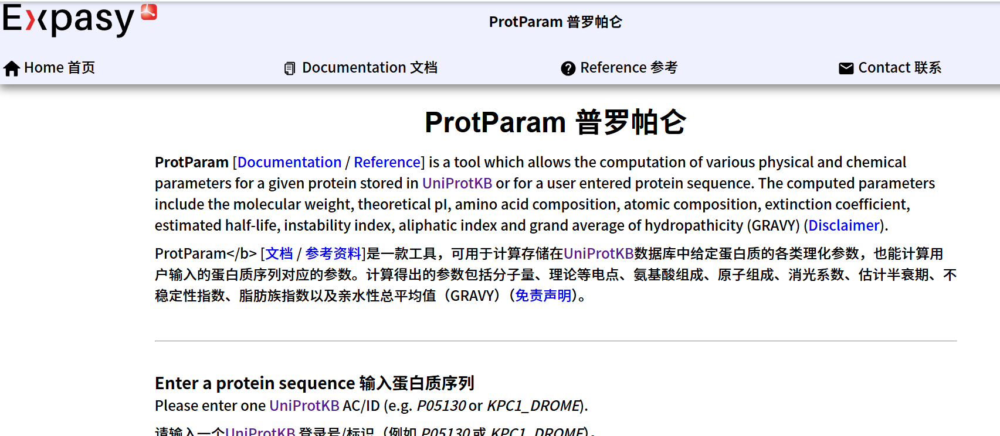 Expasy
ProtParam 普罗帕仑
Home 首页
Documentation 文档
Reference 参考
Contact 联系
ProtParam 普罗帕仑
ProtParam [Documentation / Reference] is a tool which allows the computation of various physical and chemical
parameters for a given protein stored in UniProtKB or for a user entered protein sequence. The computed parameters
include the molecular weight, theoretical pI, amino acid composition, atomic composition, extinction coefficient,
estimated half-life, instability index, aliphatic index and grand average of hydropathicity (GRAVY) (Disclaimer).
ProtParam</b> [文档 / 参考资料]是一款工具，可用于计算存储在UniProtKB数据库中给定蛋白质的各类理化参数，也能计算用
户输入的蛋白质序列对应的参数。计算得出的参数包括分子量、理论等电点、氨基酸组成、原子组成、消光系数、估计半衰期、不
稳定性指数、脂肪族指数以及亲水性总平均值（GRAVY）（免责声明）。
Enter a protein sequence 输入蛋白质序列
Please enter one UniProtKB AC/ID (e.g. P05130 or KPC1_DROME).
请输入一个UniProtKB 登录号/标识（例如 P05130 或 KPC1_DROME）。